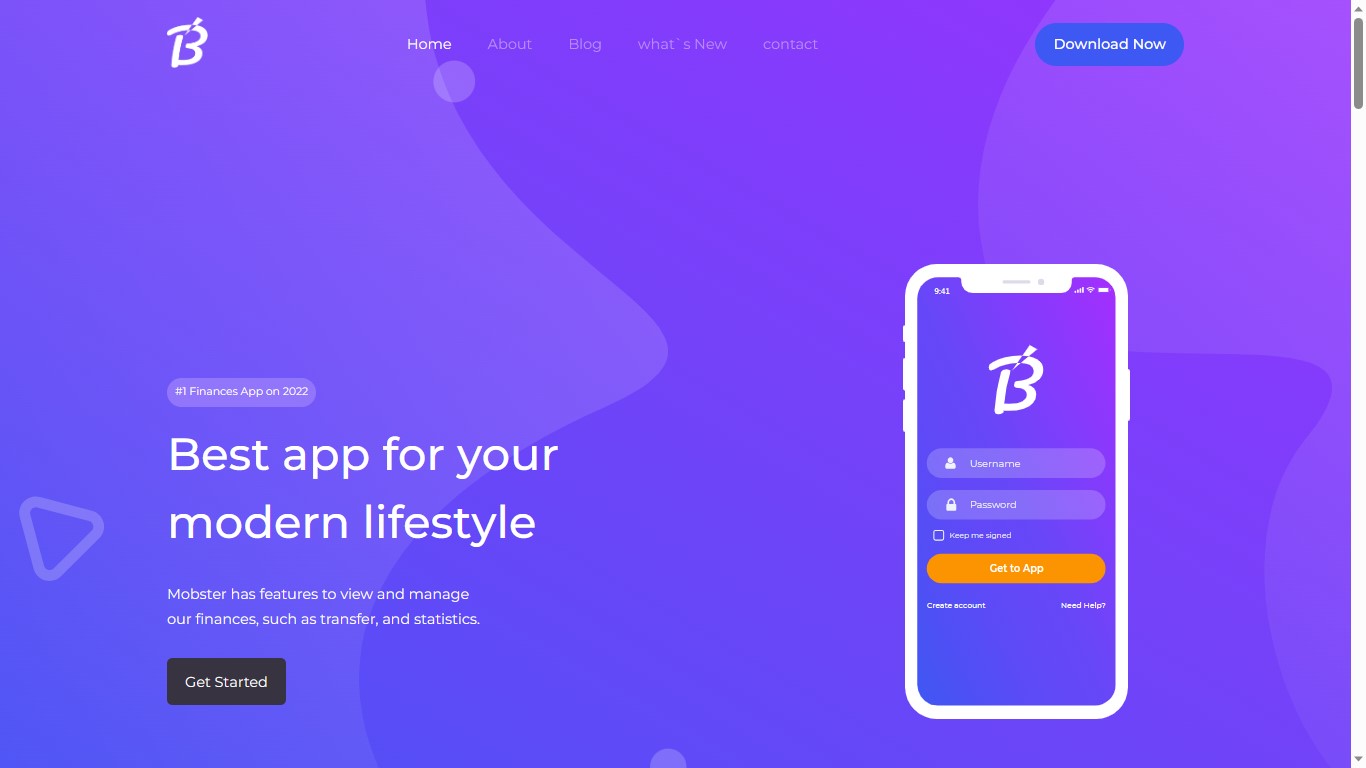 Home
About
Blog
what`s New
contact
Download Now
#1 Finances App on 2022
Best app for your
modern lifestyle
Mobster has features to view and manage
our finances, such as transfer, and statistics.
Get Started
9:41
B
Username
Password
Keep me signed
Get to App
Create account
Need Help?